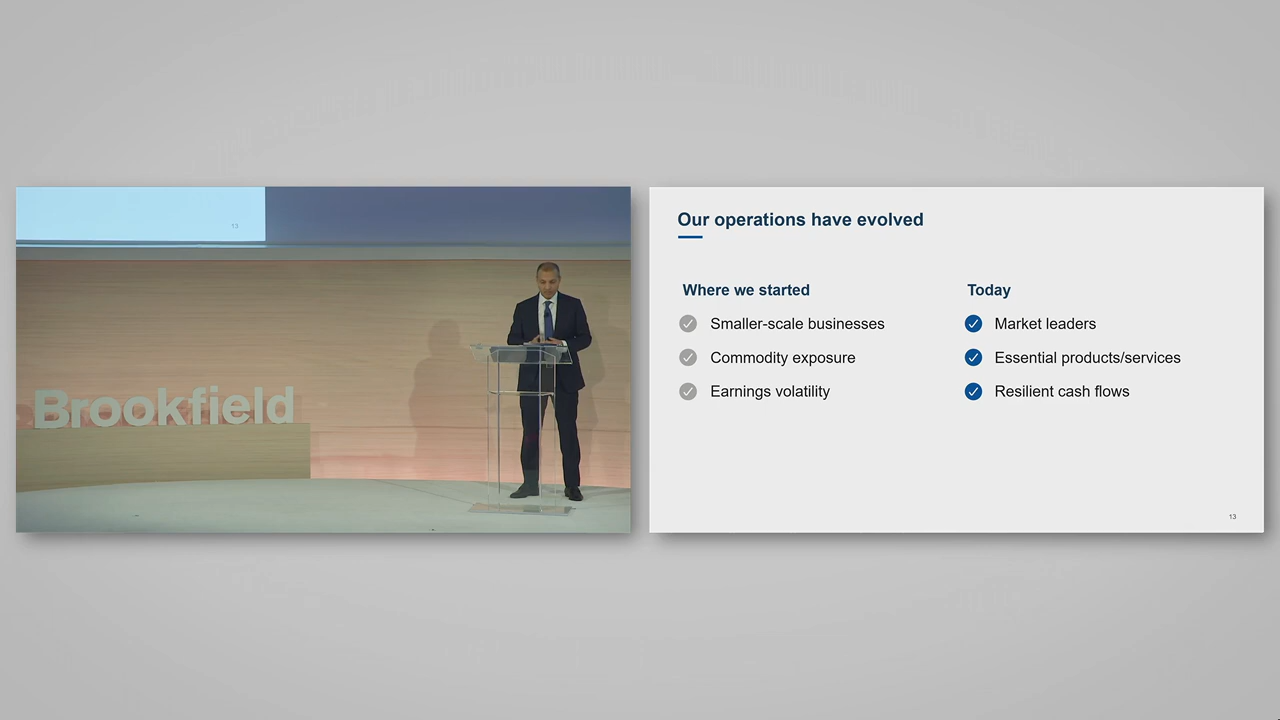 13
Brookfield
Our operations have evolved
Where we started
Smaller-scale businesses
Commodity exposure
Earnings volatility
Today
Market leaders
Essential products/services
Resilient cash flows
13